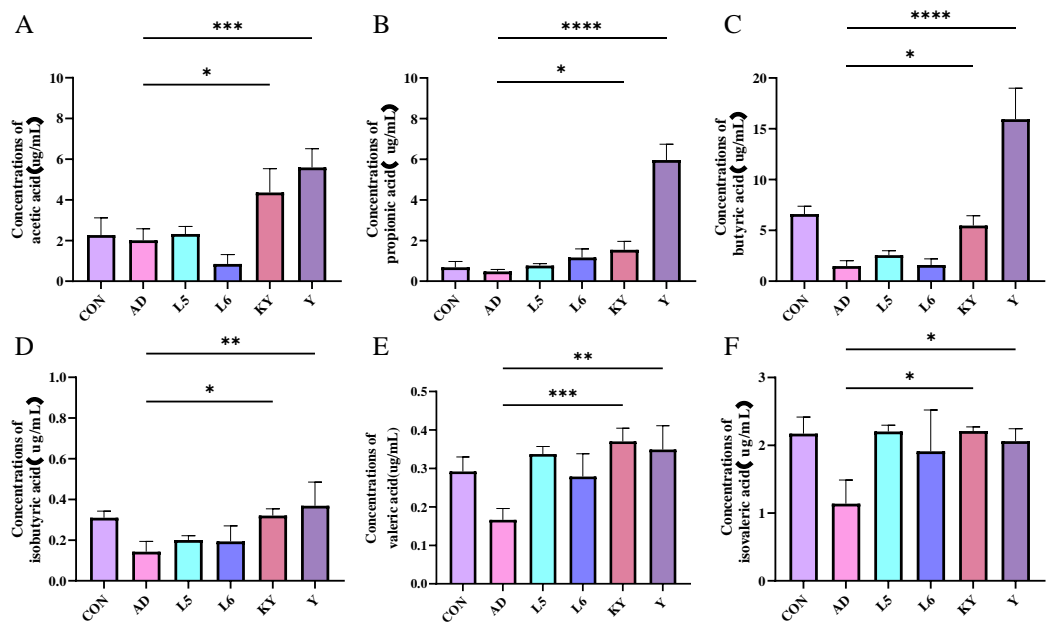 A
***
*
Concentrations of
acetic acid(ug/mL)
10
8
6
4
2
0
CON AD L5 L6 KY Y
B
****
*
Concentrations of
propionic acid( ug/mL)
10
8
6
4
2
0
CON AD L5 L6 KY Y
C
****
*
Concentrations of
butyric acid( ug/mL)
20
15
10
5
0
CON AD L5 L6 KY Y
D
**
*
Concentrations of
isobutyric acid( ug/mL)
1.0
0.8
0.6
0.4
0.2
0.0
CON AD L5 L6 KY Y
E
**
***
Concentrations of
valeric acid(ug/mL)
0.5
0.4
0.3
0.2
0.1
0.0
CON AD L5 L6 KY Y
F
*
*
Concentrations of
isovaleric acid( ug/mL)
3
2
1
0
CON AD L5 L6 KY Y